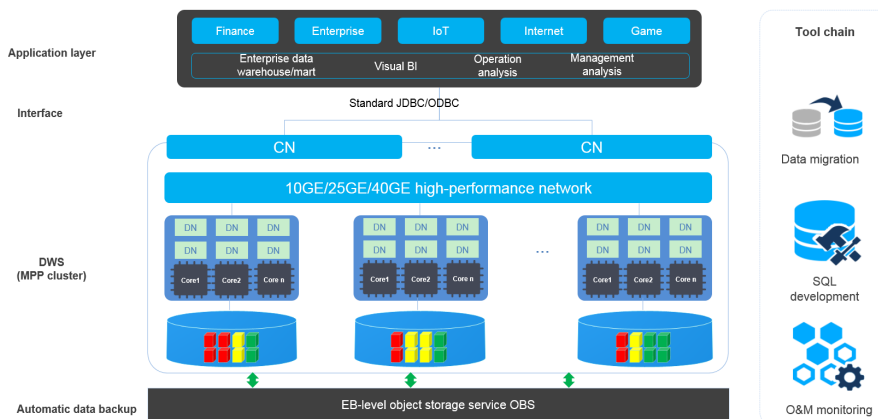 Finance
Enterprise
IoT
Internet
Game
Application layer
Enterprise data
warehouse/mart
Visual BI
Operation
analysis
Management
analysis
Tool chain
Interface
Standard JDBC/ODBC
CN
...
CN
Data migration
10GE/25GE/40GE high-performance network
DN DN DN
DN DN DN
Core1 Core2 Core n
DN DN DN
DN DN DN
Core1 Core2 Core n
...
DN DN DN
DN DN DN
Core1 Core2 Core n
DWS
(MPP cluster)
SQL
development
Automatic data backup
EB-level object storage service OBS
O&M monitoring